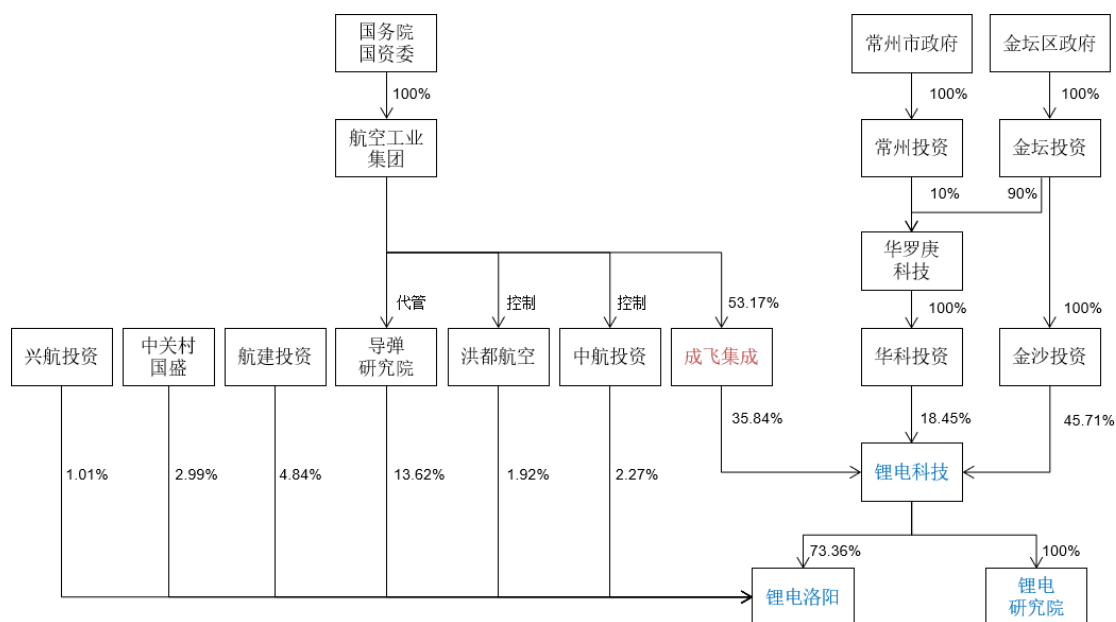 国务院
国资委
常州市政府
金坛区政府
100%
100%
100%
航空工业
集团
常州投资
金坛投资
10%
90%
华罗庚
科技
代管
控制
控制
53.17%
100%
100%
兴航投资
中关村
国盛
航建投资
导弹
研究院
洪都航空
中航投资
成飞集成
华科投资
金沙投资
35.84%
18.45%
45.71%
1.01%
2.99%
4.84%
13.62%
1.92%
2.27%
锂电科技
73.36%
100%
锂电洛阳
锂电
研究院